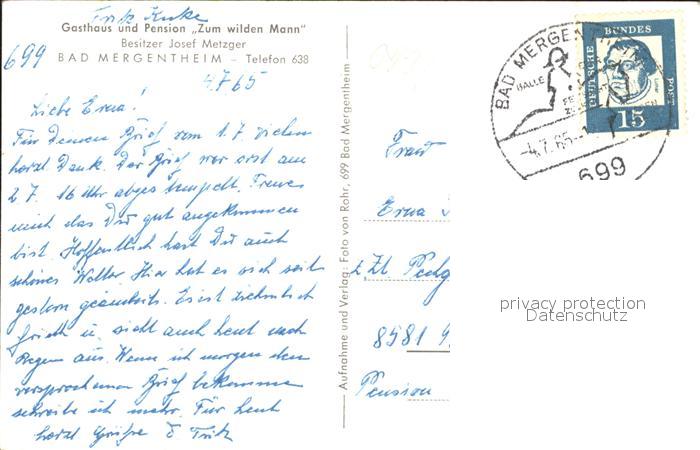 Fritz
Gasthaus und Pension „Zum wilden Mann"
Besitzer Josef Metzger
BAD MERGENTHEIM – Telefon 638
699
4.7.65
Liebe Erna!
Für Deinen Brief vom 1.7. vielen
herzl. Dank. Der Brief war erst am
2.7. 16 Uhr abgestempelt. Freue
mich das Du gut angekommen
bist. Hoffentlich hast Du auch
schönes Wetter. Hier hat es sich seit
gestern Es ist ziemlich
frisch u. sieht auch heut nach
Regen aus. Wenn ich morgen den
versprochenen Brief bekomme
schreibe ich mehr. Für heut
herzl. Grüße D. Fritz
Aufnahme und Verlag: Foto von Rohr, 699 Bad Mergentheim
BAD MERGENTHEIM
HALLE
-4.7.65-1
699
DEUTSCHE BUNDESPOST
15
Frau
Erna
z. Zt.
8581
Pension
privacy protection
Datenschutz